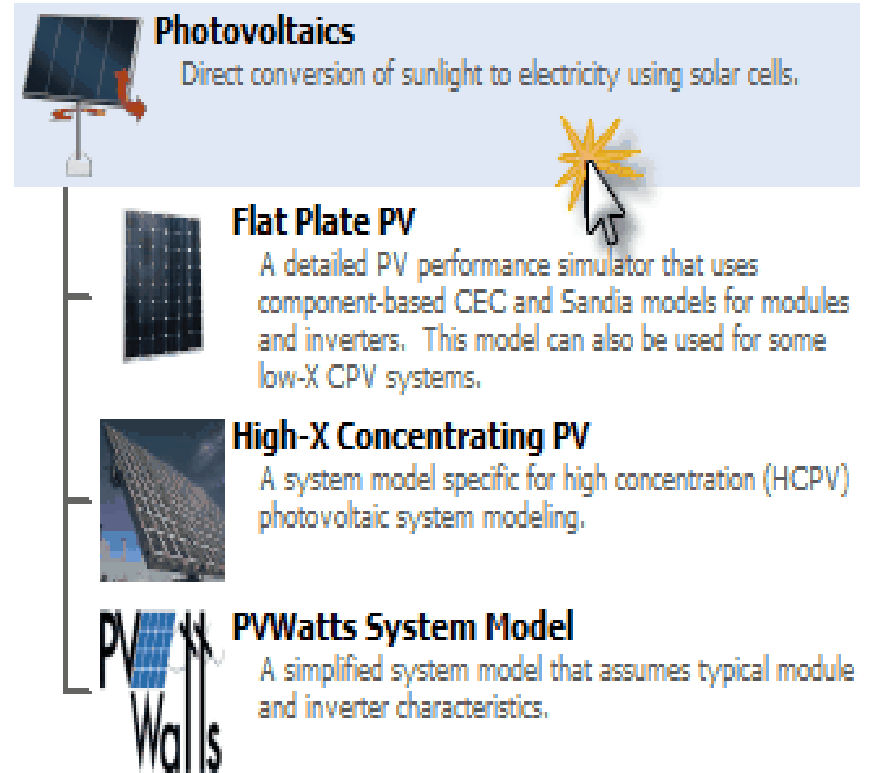 Photovoltaics
Direct conversion of sunlight to electricity using solar cells.
Flat Plate PV
A detailed PV performance simulator that uses
component-based CEC and Sandia models for modules
and inverters.  This model can also be used for some
low-X CPV systems.
High-X Concentrating PV
A system model specific for high concentration (HCPV)
photovoltaic system modeling.
PV Watts
PVWatts System Model
A simplified system model that assumes typical module
and inverter characteristics.